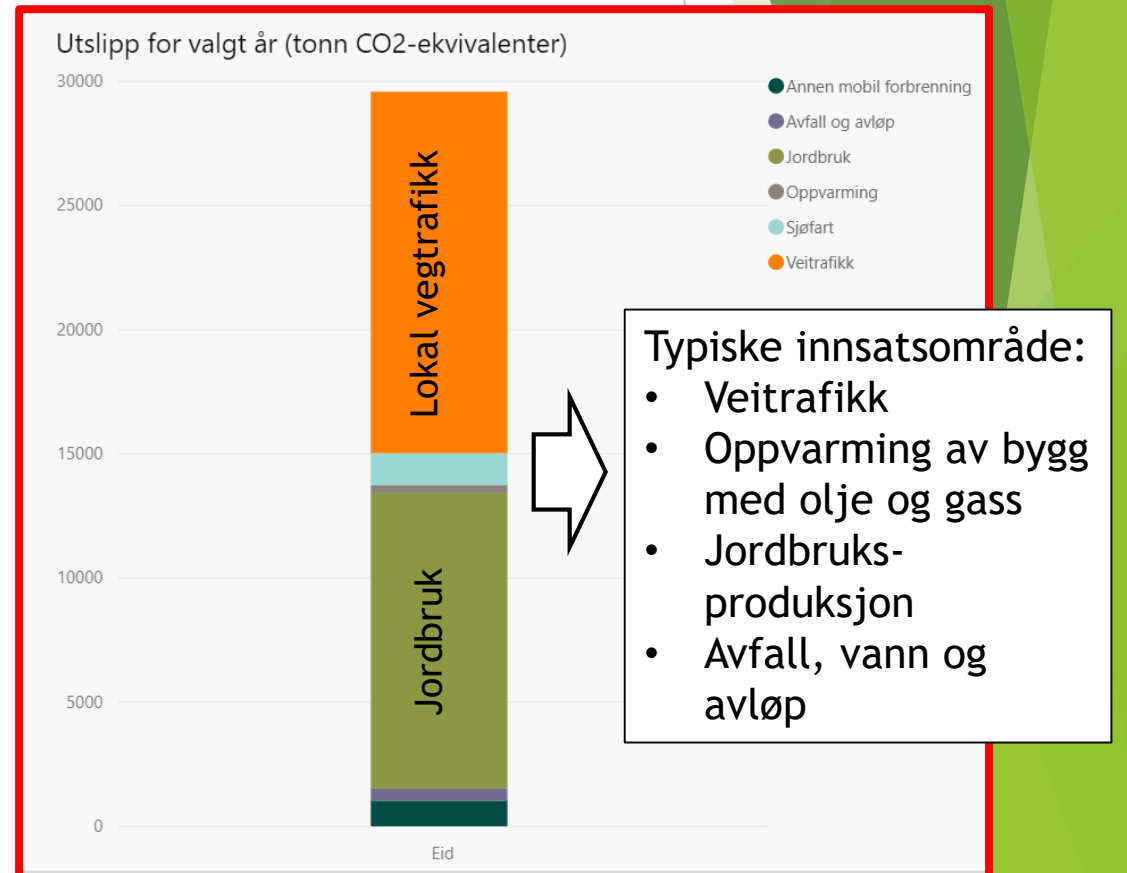 Utslipp for valgt år (tonn CO2-ekvivalenter)
30000
25000
20000
15000
10000
5000
0
Eid
Lokal vegtrafikk
Jordbruk
Annen mobil forbrenning
Avfall og avløp
Jordbruk
Oppvarming
Sjøfart
Veitrafikk
Typiske innsatsområde:
• Veitrafikk
• Oppvarming av bygg
med olje og gass
• Jordbruks-
produksjon
• Avfall, vann og
avløp